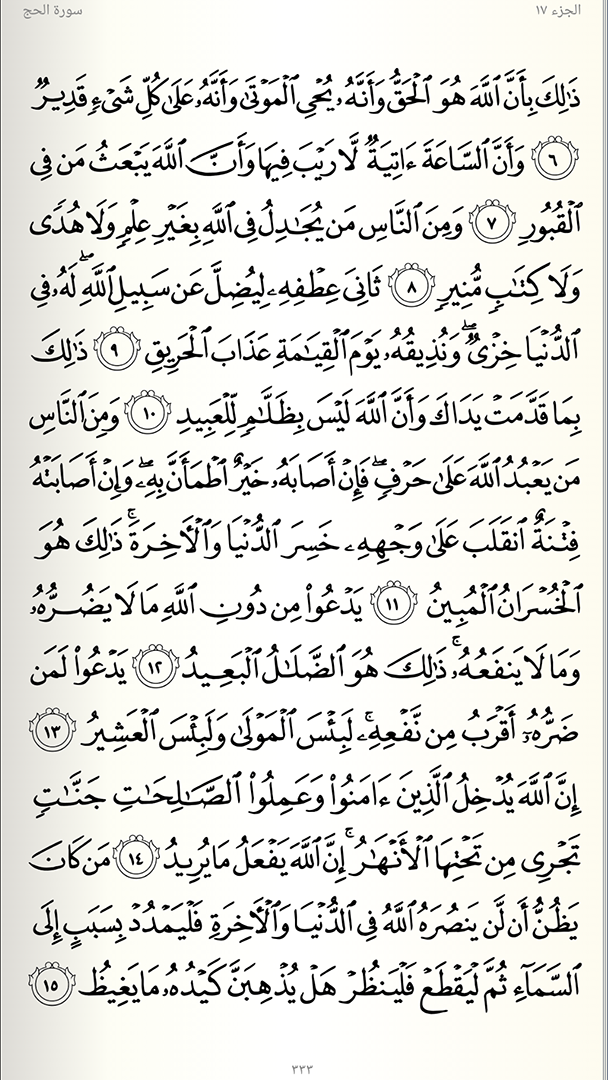 الجزء ١٧
سورة الحج
ذَٰلِكَ بِأَنَّ ٱللَّهَ هُوَ ٱلْحَقُّ وَأَنَّهُۥ يُحْىِ ٱلْمَوْتَىٰ وَأَنَّهُۥ عَلَىٰ كُلِّ شَىْءٍ قَدِيرٌ
٦ وَأَنَّ ٱلسَّاعَةَ ءَاتِيَةٌ لَّا رَيْبَ فِيهَا وَأَنَّ ٱللَّهَ يَبْعَثُ مَن فِى
ٱلْقُبُورِ ٧ وَمِنَ ٱلنَّاسِ مَن يُجَٰدِلُ فِى ٱللَّهِ بِغَيْرِ عِلْمٍ وَلَا هُدًى
وَلَا كِتَٰبٍ مُّنِيرٍ ٨ ثَانِىَ عِطْفِهِۦ لِيُضِلَّ عَن سَبِيلِ ٱللَّهِ ۖ لَهُۥ فِى
ٱلدُّنْيَا خِزْىٌ ۖ وَنُذِيقُهُۥ يَوْمَ ٱلْقِيَٰمَةِ عَذَابَ ٱلْحَرِيقِ ٩ ذَٰلِكَ
بِمَا قَدَّمَتْ يَدَاكَ وَأَنَّ ٱللَّهَ لَيْسَ بِظَلَّٰمٍ لِّلْعَبِيدِ ١٠ وَمِنَ ٱلنَّاسِ
مَن يَعْبُدُ ٱللَّهَ عَلَىٰ حَرْفٍ ۖ فَإِنْ أَصَابَهُۥ خَيْرٌ ٱطْمَأَنَّ بِهِۦ ۖ وَإِنْ أَصَابَتْهُ
فِتْنَةٌ ٱنقَلَبَ عَلَىٰ وَجْهِهِۦ خَسِرَ ٱلدُّنْيَا وَٱلْءَاخِرَةَ ۚ ذَٰلِكَ هُوَ
ٱلْخُسْرَانُ ٱلْمُبِينُ ١١ يَدْعُوا۟ مِن دُونِ ٱللَّهِ مَا لَا يَضُرُّهُۥ
وَمَا لَا يَنفَعُهُۥ ۚ ذَٰلِكَ هُوَ ٱلضَّلَٰلُ ٱلْبَعِيدُ ١٢ يَدْعُوا۟ لَمَن
ضَرُّهُۥٓ أَقْرَبُ مِن نَّفْعِهِۦ ۚ لَبِئْسَ ٱلْمَوْلَىٰ وَلَبِئْسَ ٱلْعَشِيرُ ١٣
إِنَّ ٱللَّهَ يُدْخِلُ ٱلَّذِينَ ءَامَنُوا۟ وَعَمِلُوا۟ ٱلصَّٰلِحَٰتِ جَنَّٰتٍ
تَجْرِى مِن تَحْتِهَا ٱلْأَنْهَٰرُ ۚ إِنَّ ٱللَّهَ يَفْعَلُ مَا يُرِيدُ ١٤ مَن كَانَ
يَظُنُّ أَن لَّن يَنصُرَهُ ٱللَّهُ فِى ٱلدُّنْيَا وَٱلْءَاخِرَةِ فَلْيَمْدُدْ بِسَبَبٍ إِلَى
ٱلسَّمَآءِ ثُمَّ لْيَقْطَعْ فَلْيَنظُرْ هَلْ يُذْهِبَنَّ كَيْدُهُۥ مَا يَغِيظُ ١٥
٣٣٣